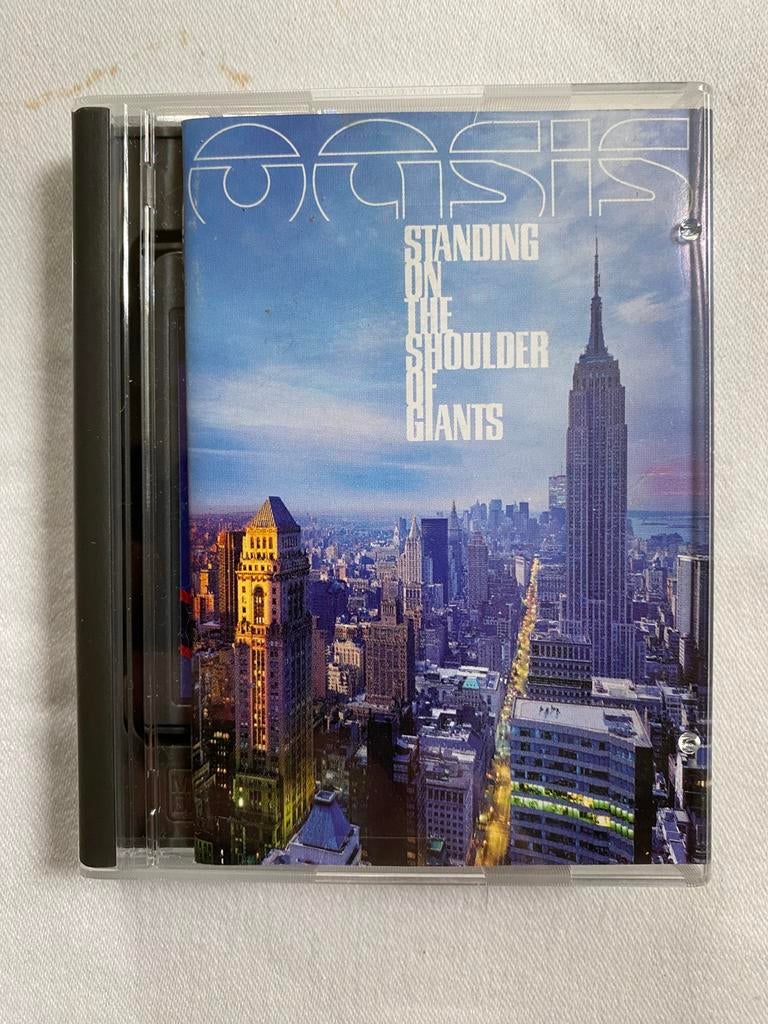 oasis
STANDING
ON
THE
SHOULDER
OF
GIANTS